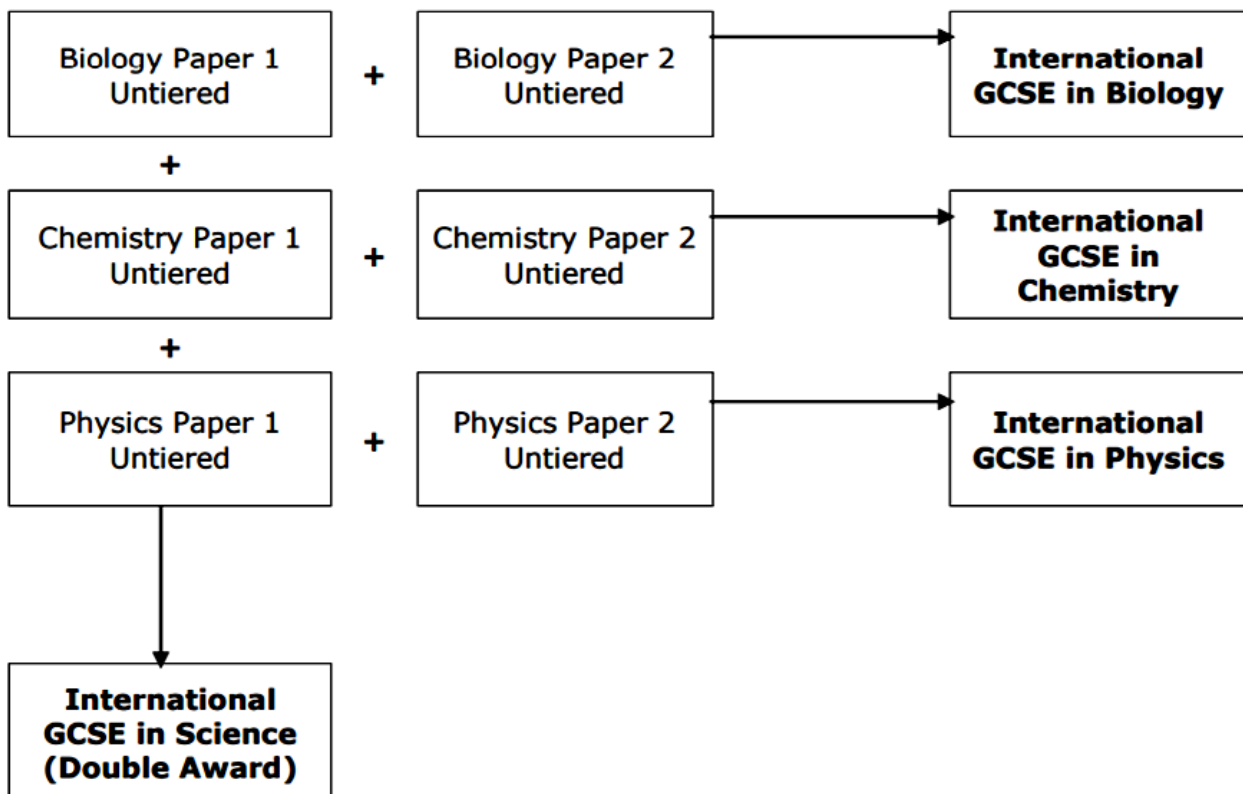 Biology Paper 1
Untiered
+
Biology Paper 2
Untiered
International
GCSE in Biology
+
Chemistry Paper 1
Untiered
+
Chemistry Paper 2
Untiered
International
GCSE in
Chemistry
+
Physics Paper 1
Untiered
+
Physics Paper 2
Untiered
International
GCSE in Physics
International
GCSE in Science
(Double Award)